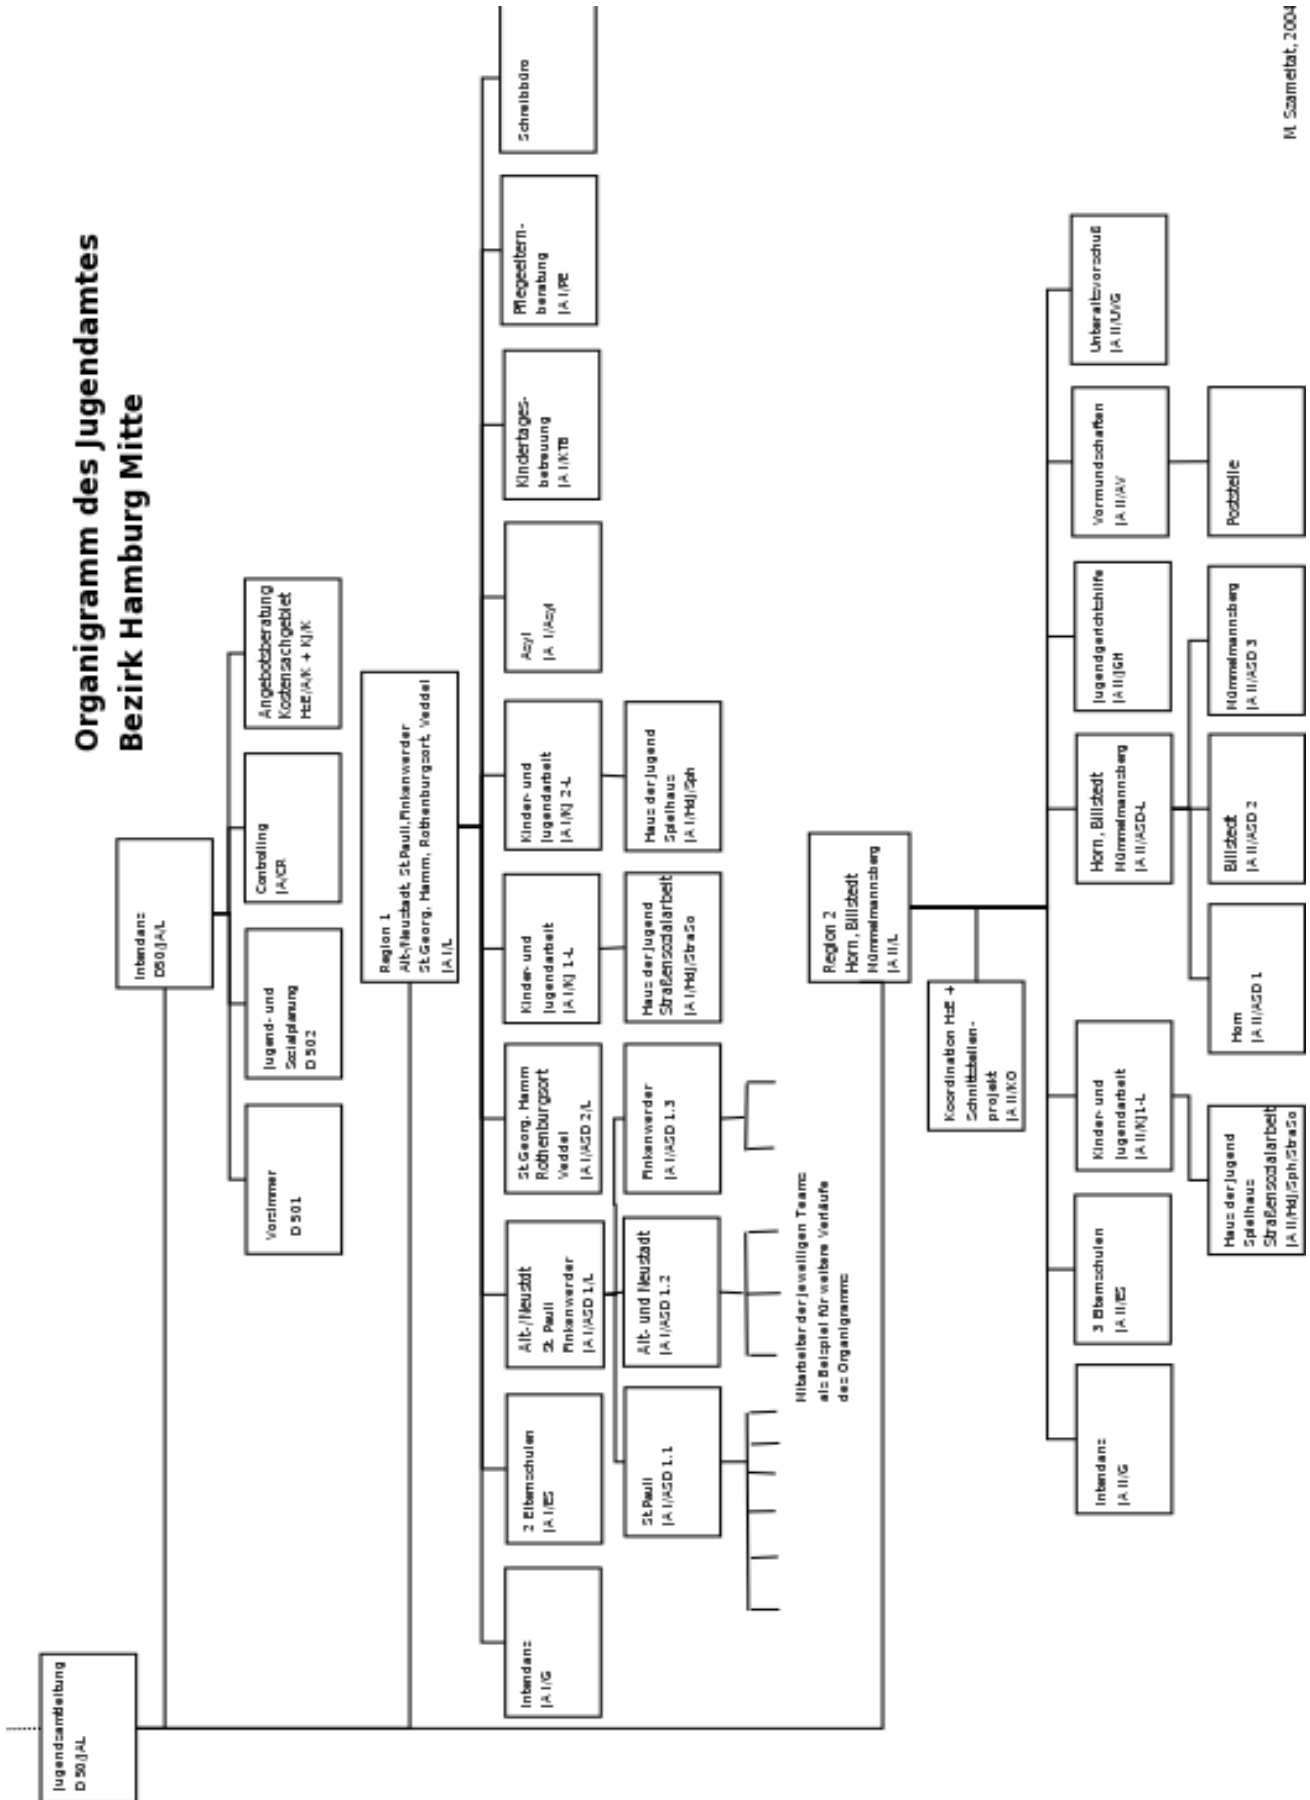 Organigramm des Jugendamtes
Bezirk Hamburg Mitte
Jugendsamtleitung
D 50/JAL
Intendanz
D50/JA/L
Vorzimmer
D 501
Jugend- und
Sozialplanung
D 502
Controlling
JA/CR
Angebotsberatung
Kostensachgebiet
HzE/A/K + KJ/K
Region 1
Alt-/Neustadt, St.Pauli,Finkenwerder
St.Georg, Hamm, Rothenburgsort, Veddel
JA I/L
Intendanz
JA I/G
2 Elternschulen
JA I/ES
Alt-/Neustdt
St. Pauli
Finkenwerder
JA I/ASD 1/L
St.Georg, Hamm
Rothenburgsort
Veddel
JA I/ASD 2/L
Kinder- und
Jugendarbeit
JA I/KJ 1-L
Kinder- und
Jugendarbeit
JA I/KJ 2-L
Asyl
JA I/Asyl
Kindertages-
betreuung
JA I/KTB
Pflegeeltern-
beratung
JA I/PE
Schreibbüro
St.Pauli
JA I/ASD 1.1
Alt- und Neustadt
JA I/ASD 1.2
Finkenwerder
JA I/ASD 1.3
Haus der Jugend
Straßensozialarbeit
JA I/HdJ/StraSo
Haus der Jugend
Spielhaus
JA I/HdJ/Sph
Mitarbeiter der jeweiligen Teams
als Beispiel für weitere Verläufe
des Organigramms
Region 2
Horn, Billstedt
Mümmelmannsberg
JA II/L
Koordination HzE +
Schnittstellen-
projekt
JA II/KO
Intendanz
JA II/G
3 Elternschulen
JA II/ES
Kinder- und
Jugendarbeit
JA II/KJ1-L
Horn, Billstedt
Mümmelmannsberg
JA II/ASD-L
Jugendgerichtshilfe
JA II/JGH
Vormundschaften
JA II/AV
Unteraltsvorschuß
JA II/UVG
Haus der Jugend
Spielhaus
Straßensozialarbeit
JA II/HdJ/Sph/StraSo
Horn
JA II/ASD 1
Billstedt
JA II/ASD 2
Mümmelmannsberg
JA II/ASD 3
Poststelle
M. Szameitat, 2004